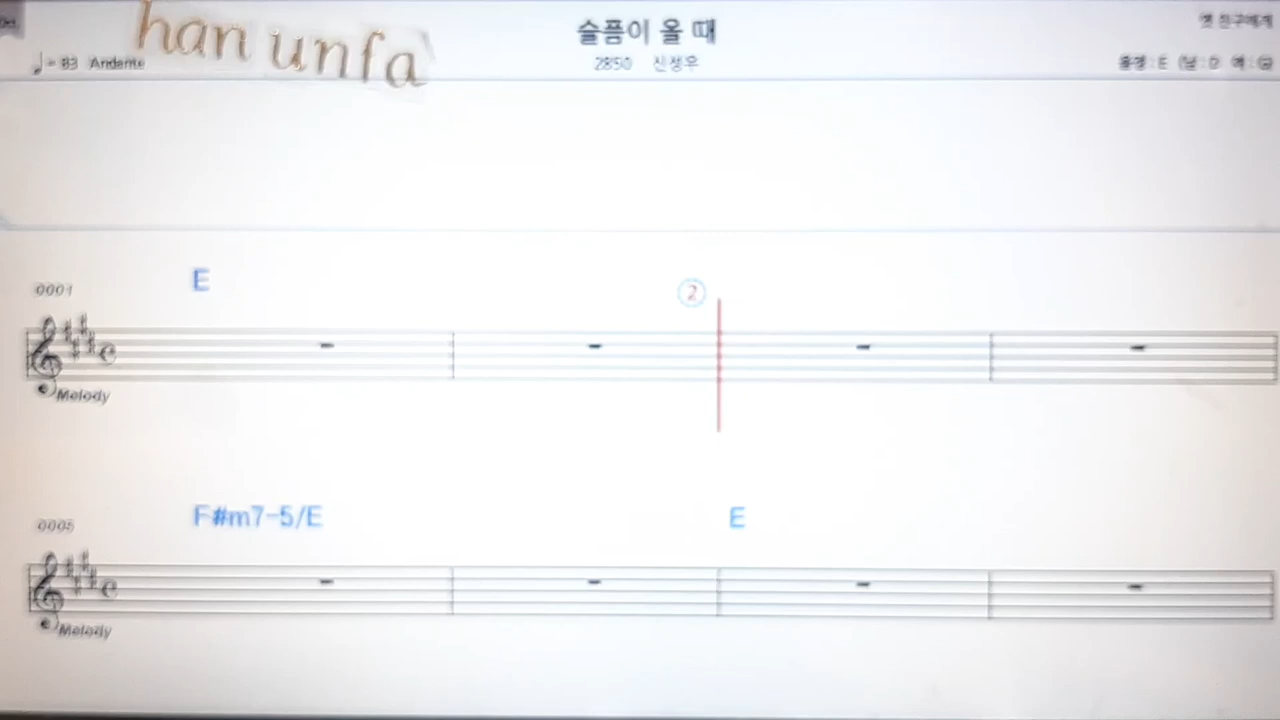 han unfa
슬픔이 올 때
옛 친구에게
♩= 83 Andante
2850 신정우
음정 : E (남 : D 여 : G
0001
E
②
Melody
0005
F#m7-5/E
E
Melody